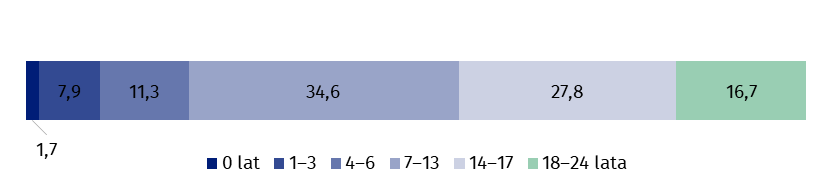 7,9 11,3 34,6 27,8 16,7
1,7
0 lat 1–3 4–6 7–13 14–17 18–24 lata